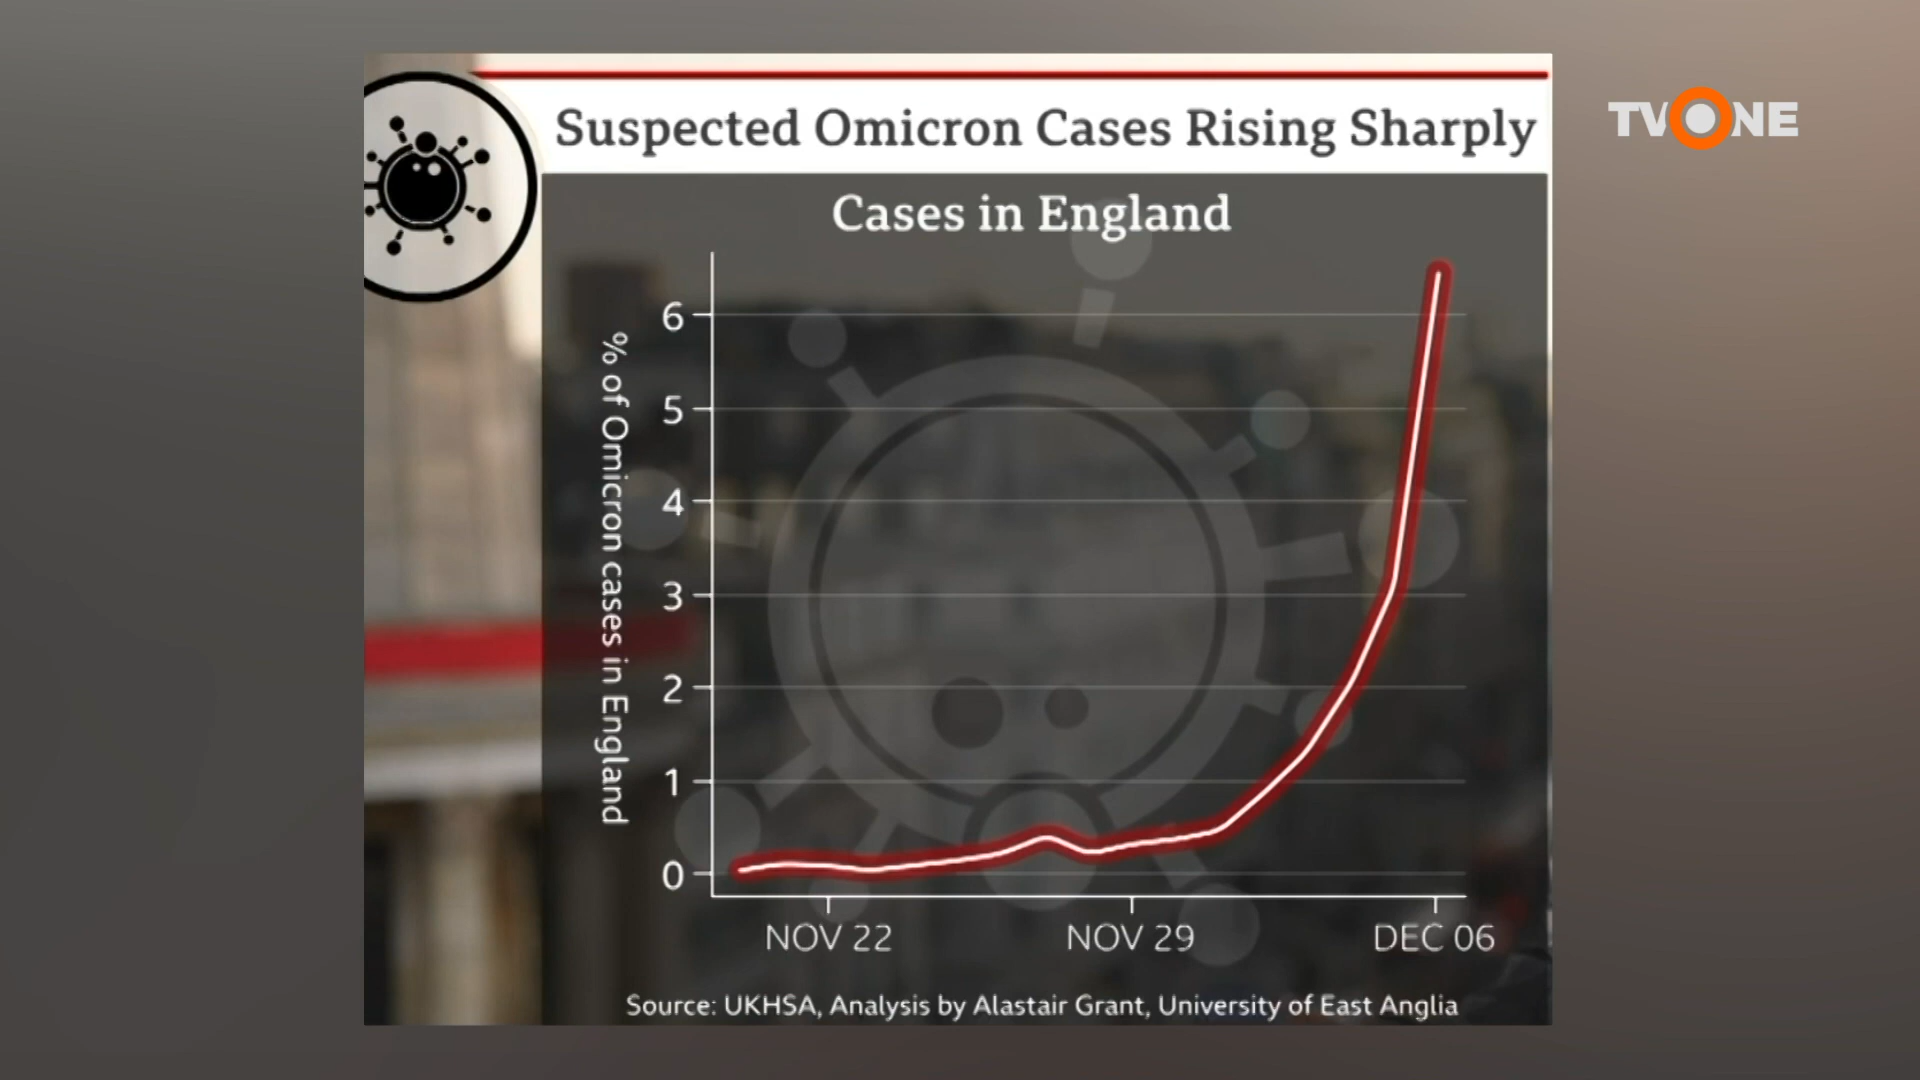 TVONE
Suspected Omicron Cases Rising Sharply
Cases in England
% of Omicron cases in England
6
5
4
3
2
1
0
NOV 22
NOV 29
DEC 06
Source: UKHSA, Analysis by Alastair Grant, University of East Anglia